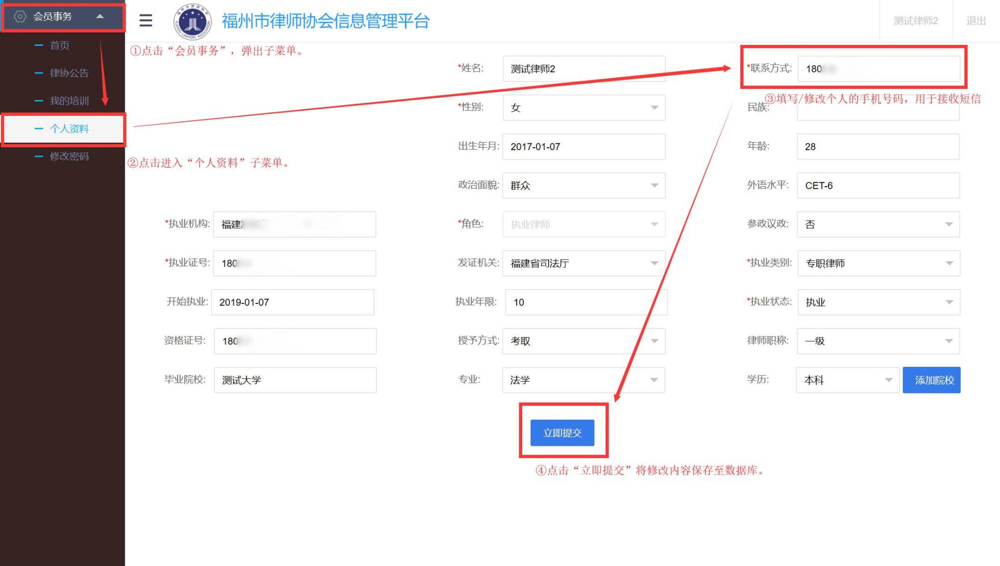 会员事务
首页
律协公告
我的培训
个人资料
修改密码
福州市律师协会
FUZHOU LAWYERS ASSOCIATION
福州市律师协会信息管理平台
测试律师2
退出
①点击“会员事务”，弹出子菜单。
*姓名: 测试律师2
*联系方式: 180
③填写/修改个人的手机号码，用于接收短信
*性别: 女
民族:
出生年月: 2017-01-07
年龄: 28
②点击进入“个人资料”子菜单。
政治面貌: 群众
外语水平: CET-6
*执业机构: 福建
*角色: 执业律师
参政议政: 否
*执业证号: 180
发证机关: 福建省司法厅
*执业类别: 专职律师
开始执业: 2019-01-07
执业年限: 10
*执业状态: 执业
资格证号: 180
授予方式: 考取
律师职称: 一级
毕业院校: 测试大学
专业: 法学
学历: 本科
添加院校
立即提交
④点击“立即提交”将修改内容保存至数据库。